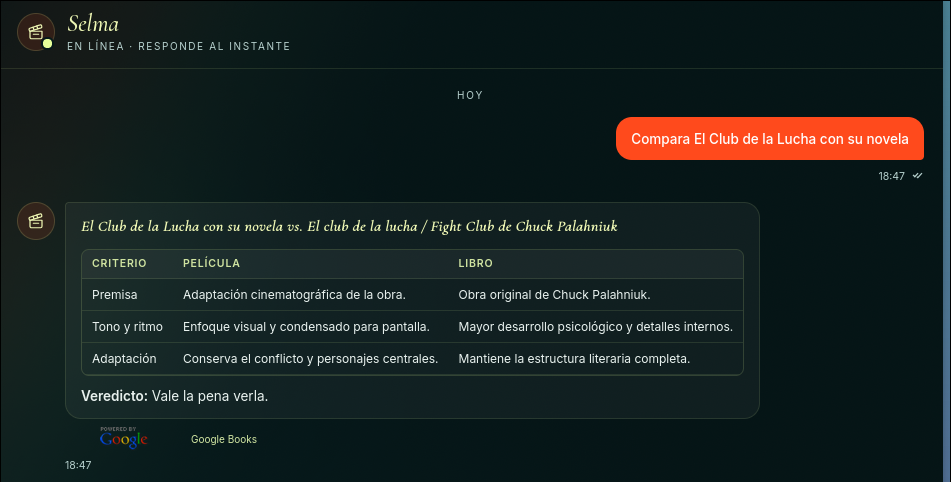 Selma
EN LÍNEA · RESPONDE AL INSTANTE
HOY
Compara El Club de la Lucha con su novela
18:47
El Club de la Lucha con su novela vs. El club de la lucha / Fight Club de Chuck Palahniuk
CRITERIO PELÍCULA LIBRO
Premisa Adaptación cinematográfica de la obra. Obra original de Chuck Palahniuk.
Tono y ritmo Enfoque visual y condensado para pantalla. Mayor desarrollo psicológico y detalles internos.
Adaptación Conserva el conflicto y personajes centrales. Mantiene la estructura literaria completa.
Veredicto: Vale la pena verla.
POWERED BY
Google Google Books
18:47